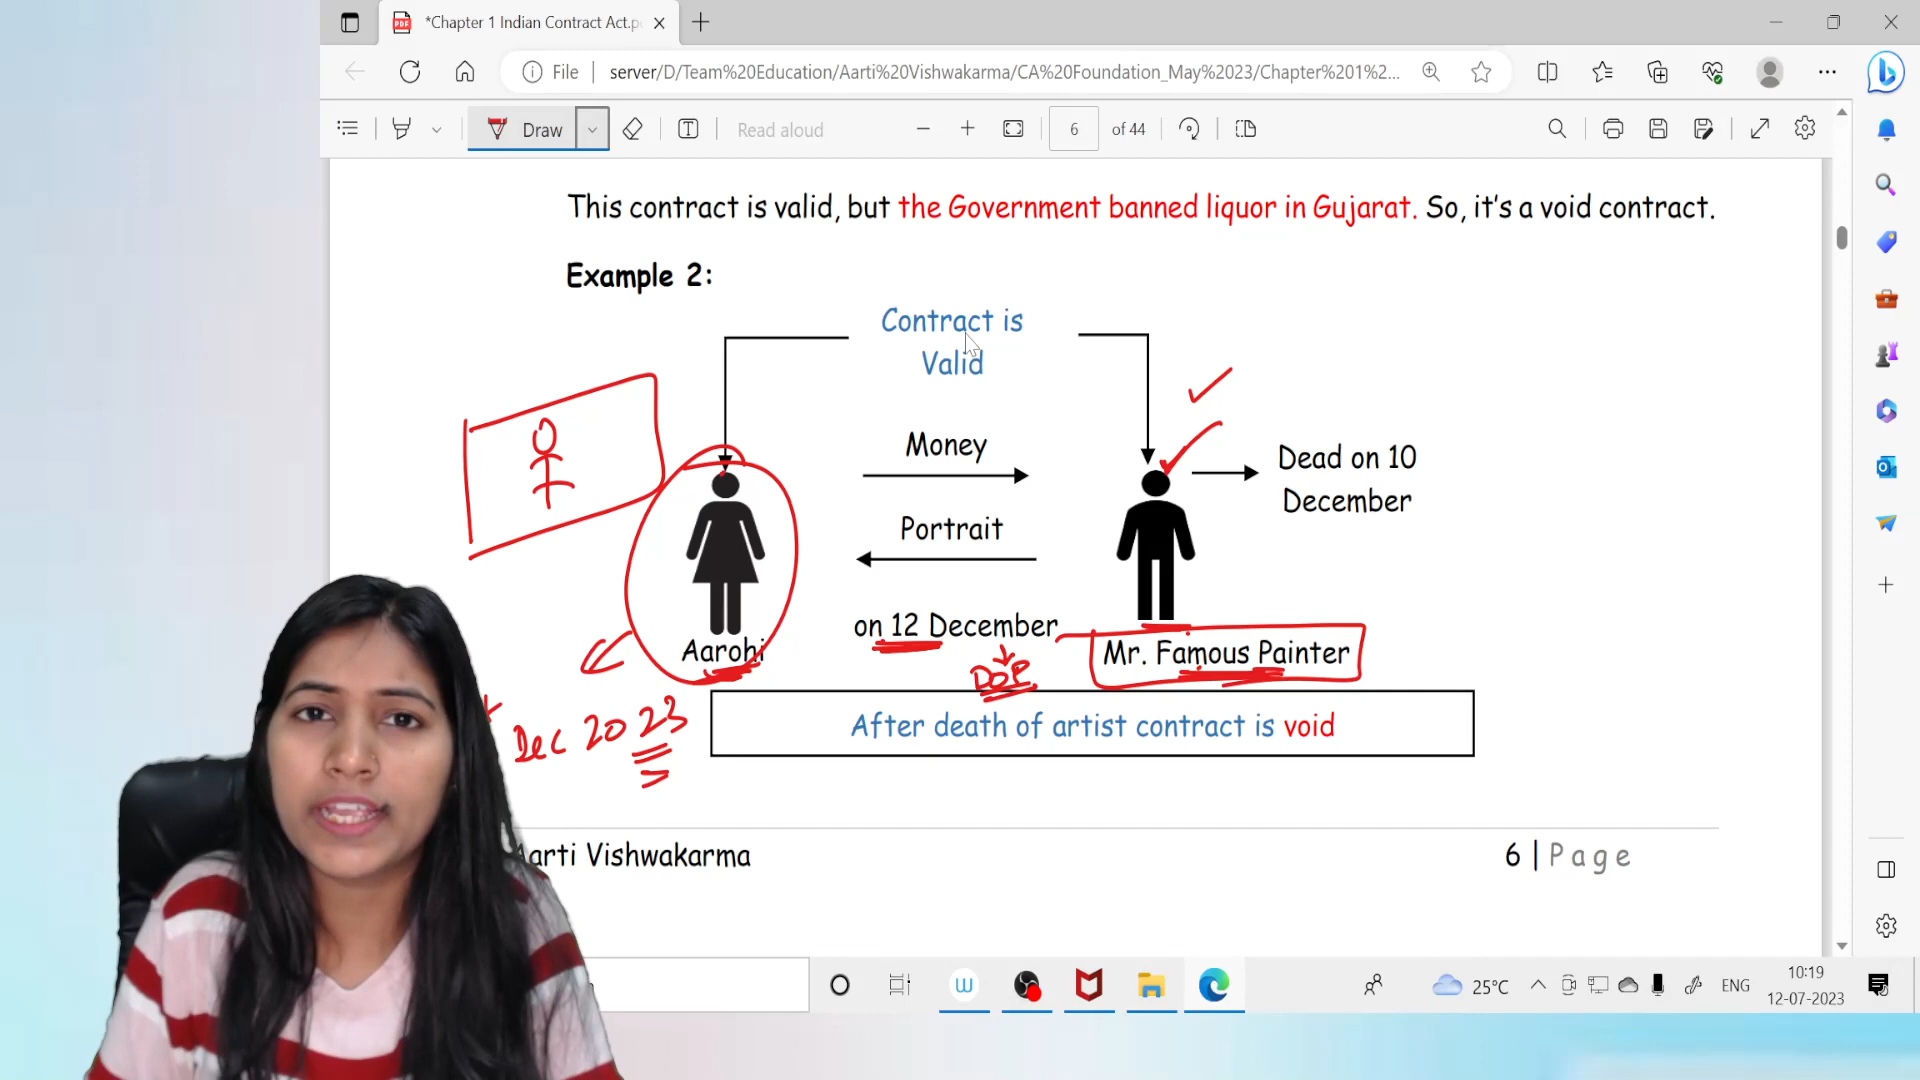 *Chapter 1 Indian Contract Act.p
File
server/D/Team%20Education/Aarti%20Vishwakarma/CA%20Foundation_May%2023/Chapter%201%2...
Draw
Read aloud
6 of 44
This contract is valid, but the Government banned liquor in Gujarat. So, it's a void contract.
Example 2:
Contract is
Valid
Money
Dead on 10
December
Portrait
on 12 December
Aarohi
Mr. Famous Painter
DOP
Dec 2023
After death of artist contract is void
Aarti Vishwakarma
6 | Page
25°C
ENG
10:19
12-07-2023